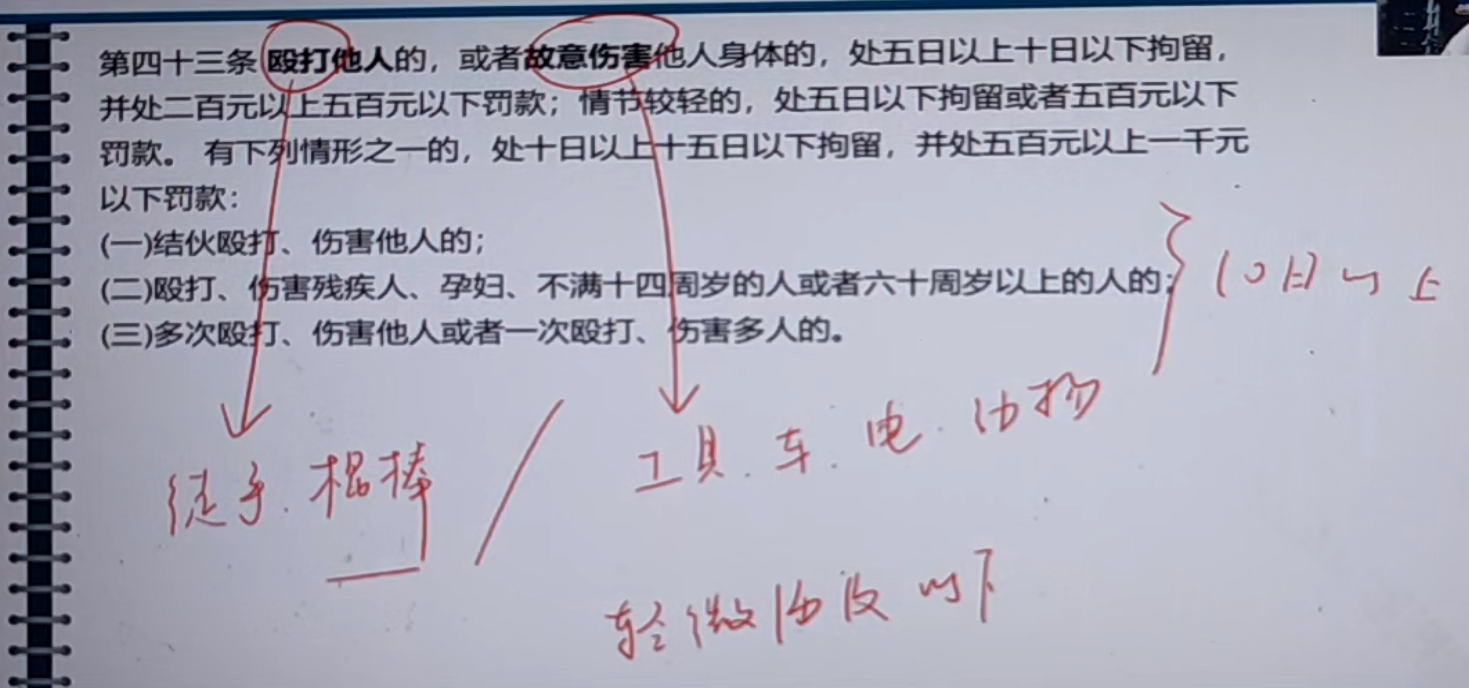 第四十三条 殴打他人的，或者故意伤害他人身体的，处五日以上十日以下拘留，
并处二百元以上五百元以下罚款；情节较轻的，处五日以下拘留或者五百元以下
罚款。 有下列情形之一的，处十日以上十五日以下拘留，并处五百元以上一千元
以下罚款：
(一)结伙殴打、伤害他人的；
(二)殴打、伤害残疾人、孕妇、不满十四周岁的人或者六十周岁以上的人的；
(三)多次殴打、伤害他人或者一次殴打、伤害多人的。
10日以上
徒手.棍棒
工具.车.电.动物
轻微伤及以下